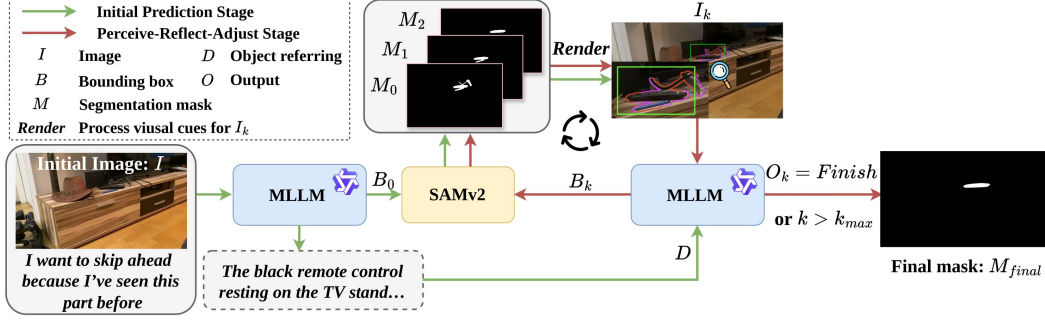 Initial Prediction Stage
Perceive-Reflect-Adjust Stage
I Image D Object referring
B Bounding box O Output
M Segmentation mask
Render Process viusal cues for I_k
M_2
M_1
M_0
Render
I_k
Initial Image: I
I want to skip ahead
because I've seen this
part before
MLLM
B_0
SAMv2
B_k
MLLM
O_k = Finish
or k > k_max
The black remote control
resting on the TV stand...
D
Final mask: M_final